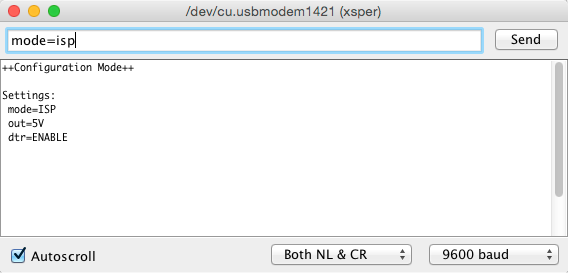 /dev/cu.usbmodem1421 (xsper)
mode=isp
Send
++Configuration Mode++
Settings:
mode=ISP
out=5V
dtr=ENABLE
Autoscroll
Both NL & CR
9600 baud